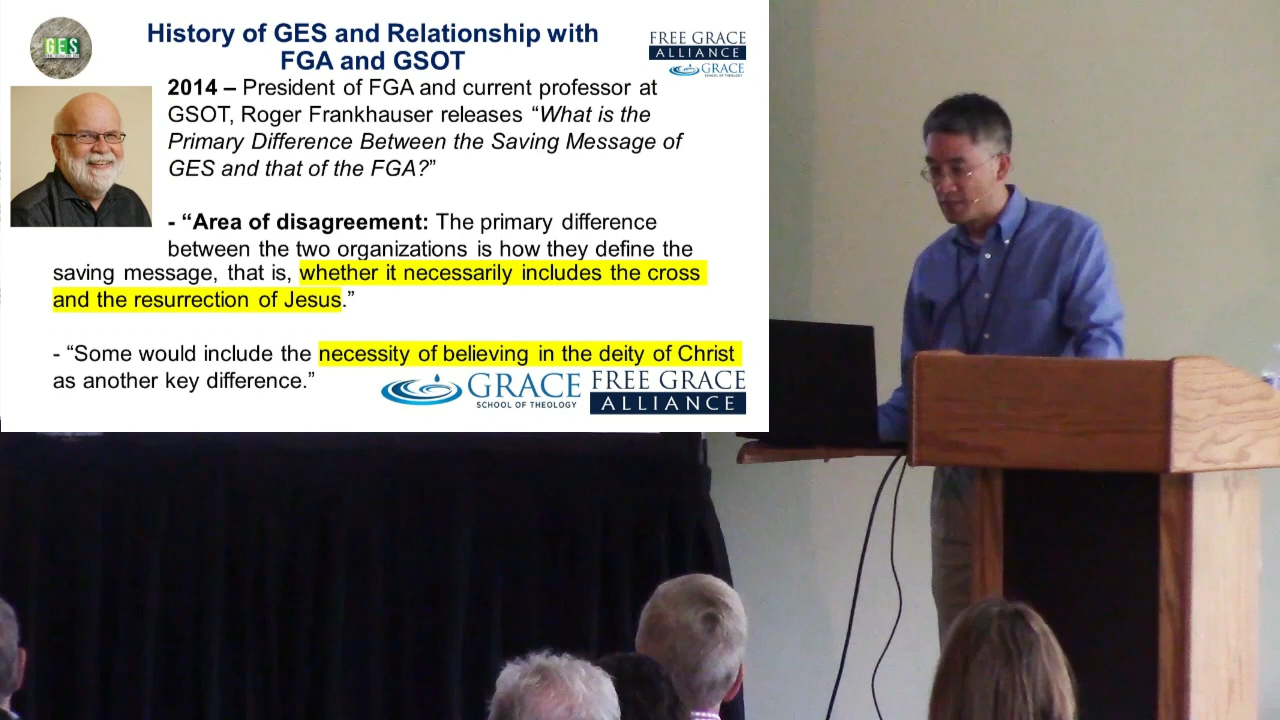 GES
History of GES and Relationship with
FGA and GSOT
FREE GRACE
ALLIANCE
GRACE
SCHOOL OF THEOLOGY
2014 – President of FGA and current professor at
GSOT, Roger Frankhauser releases “What is the
Primary Difference Between the Saving Message of
GES and that of the FGA?”
- “Area of disagreement: The primary difference
between the two organizations is how they define the
saving message, that is, whether it necessarily includes the cross
and the resurrection of Jesus.”
- “Some would include the necessity of believing in the deity of Christ
as another key difference.”
GRACE
SCHOOL OF THEOLOGY
FREE GRACE
ALLIANCE